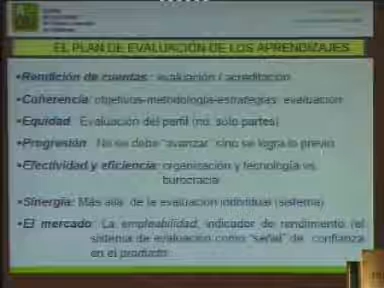 EL PLAN DE EVALUACIÓN DE LOS APRENDIZAJES
•Rendición de cuentas: evaluación / acreditación
•Coherencia: objetivos-metodología-estrategias evaluación
•Equidad: Evaluación del perfil (no solo partes)
•Progresión: No se debe "avanzar" sino se logra lo previo
•Efectividad y eficiencia: organización y tecnología vs.
burocracia
•Sinergia: Más allá de la evaluación individual (sistema)
•El mercado: La empleabilidad, indicador de rendimiento (el
sistema de evaluación como "señal" de confianza
en el producto